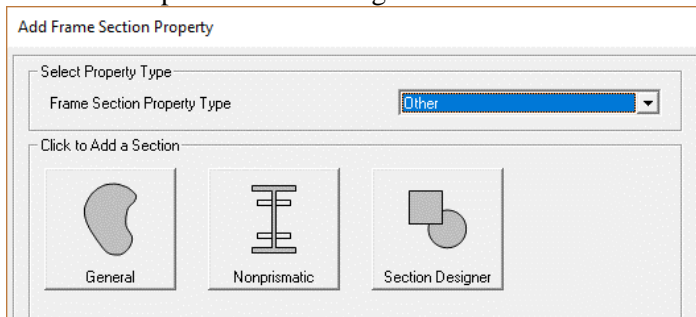 Add Frame Section Property
Select Property Type
Frame Section Property Type
Other
Click to Add a Section
General
Nonprismatic
Section Designer